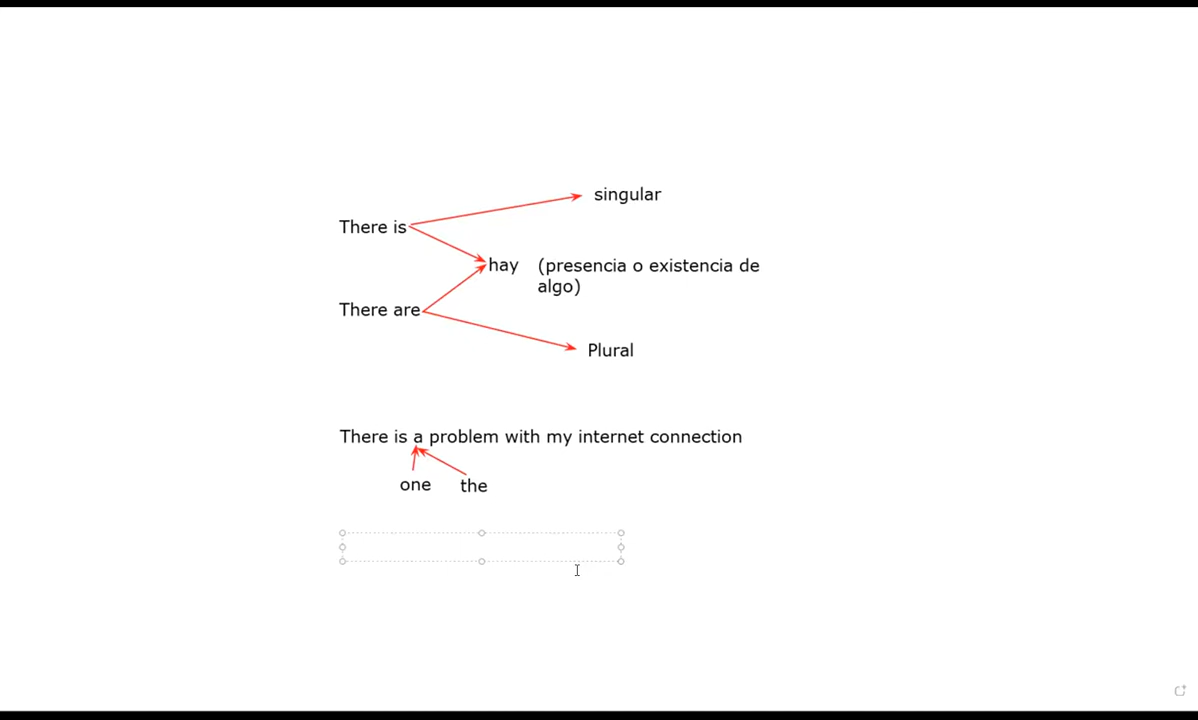 singular
There is
hay (presencia o existencia de
algo)
There are
Plural
There is a problem with my internet connection
one the